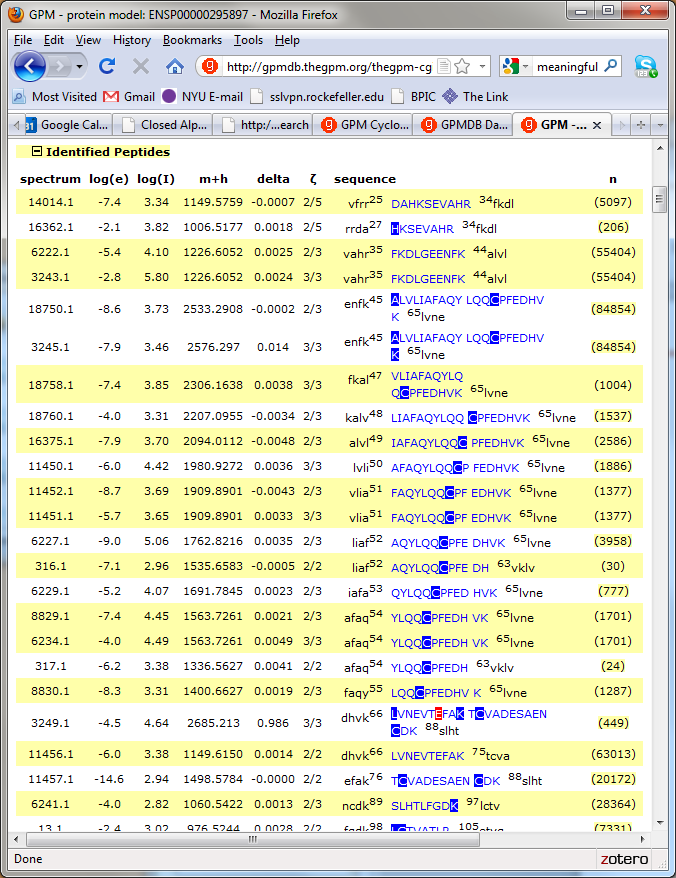 GPM - protein model: ENSP00000295897 - Mozilla Firefox
File Edit View History Bookmarks Tools Help
http://gpmdb.thegpm.org/thegpm-cg meaningful
Most Visited Gmail NYU E-mail sslvpn.rockefeller.edu BPIC The Link
31 Google Cal... Closed Alp... http:/...earch GPM Cyclo... GPMDB Da... GPM -...
Identified Peptides
spectrum log(e) log(I) m+h delta ζ sequence n
14014.1 -7.4 3.34 1149.5759 -0.0007 2/5 vfrr25 DAHKSEVAHR 34fkdl (5097)
16362.1 -2.1 3.82 1006.5177 0.0018 2/5 rrda27 HKSEVAHR 34fkdl (206)
6222.1 -5.4 4.10 1226.6052 0.0025 2/3 vahr35 FKDLGEENFK 44alvl (55404)
3243.1 -2.8 5.80 1226.6052 0.0024 3/3 vahr35 FKDLGEENFK 44alvl (55404)
18750.1 -8.6 3.73 2533.2908 -0.0002 2/3 enfk45 ALVLIAFAQY LQQCPFEDHV
K 65lvne (84854)
3245.1 -7.9 3.46 2576.297 0.014 3/3 enfk45 ALVLIAFAQY LQQCPFEDHV
K 65lvne (84854)
18758.1 -7.4 3.85 2306.1638 0.0038 3/3 fkal47 VLIAFAQYLQ
QCPFEDHVK 65lvne (1004)
18760.1 -4.0 3.31 2207.0955 -0.0034 2/3 kalv48 LIAFAQYLQQ CPFEDHVK 65lvne (1537)
16375.1 -7.9 3.70 2094.0112 -0.0048 2/3 alvl49 IAFAQYLQQC PFEDHVK 65lvne (2586)
11450.1 -6.0 4.42 1980.9272 0.0036 3/3 lvli50 AFAQYLQQCP FEDHVK 65lvne (1886)
11452.1 -8.7 3.69 1909.8901 -0.0043 2/3 vlia51 FAQYLQQCPF EDHVK 65lvne (1377)
11451.1 -5.7 3.65 1909.8901 0.0033 3/3 vlia51 FAQYLQQCPF EDHVK 65lvne (1377)
6227.1 -9.0 5.06 1762.8216 0.0035 2/3 liaf52 AQYLQQCPFE DHVK 65lvne (3958)
316.1 -7.1 2.96 1535.6583 -0.0005 2/2 liaf52 AQYLQQCPFE DH 63vklv (30)
6229.1 -5.2 4.07 1691.7845 0.0023 2/3 iafa53 QYLQQCPFED HVK 65lvne (777)
8829.1 -7.4 4.45 1563.7261 0.0021 2/3 afaq54 YLQQCPFEDH VK 65lvne (1701)
6234.1 -4.0 4.49 1563.7261 0.0049 3/3 afaq54 YLQQCPFEDH VK 65lvne (1701)
317.1 -6.2 3.38 1336.5627 0.0041 2/2 afaq54 YLQQCPFEDH 63vklv (24)
8830.1 -8.3 3.31 1400.6627 0.0019 2/3 faqy55 LQQCPFEDHV K 65lvne (1287)
3249.1 -4.5 4.64 2685.213 0.986 3/3 dhvk66 LVNEVTEFAK TCVADESAEN
CDK 88slht (449)
11456.1 -6.0 3.38 1149.6150 0.0014 2/2 dhvk66 LVNEVTEFAK 75tcva (63013)
11457.1 -14.6 2.94 1498.5784 -0.0000 2/2 efak76 TCVADESAEN CDK 88slht (20172)
6241.1 -4.0 2.82 1060.5422 0.0013 2/3 ncdk89 SLHTLFGDK 97lctv (28364)
13.1 -2.4 3.02 976.5244 0.0028 2/2 fgdk98 LCTVATLR 105etyg (7331)
Done zotero